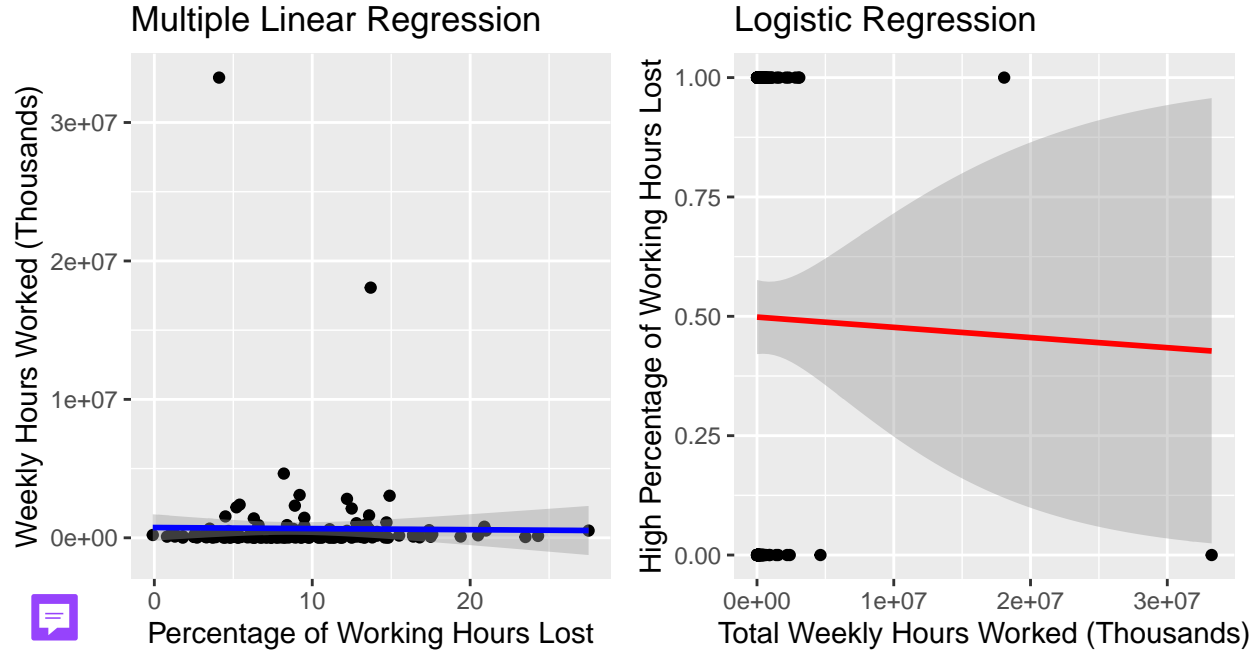 Multiple Linear Regression
Weekly Hours Worked (Thousands)
3e+07
2e+07
1e+07
0e+00
0
10
20
Percentage of Working Hours Lost
Logistic Regression
High Percentage of Working Hours Lost
1.00
0.75
0.50
0.25
0.00
0e+00
1e+07
2e+07
3e+07
Total Weekly Hours Worked (Thousands)